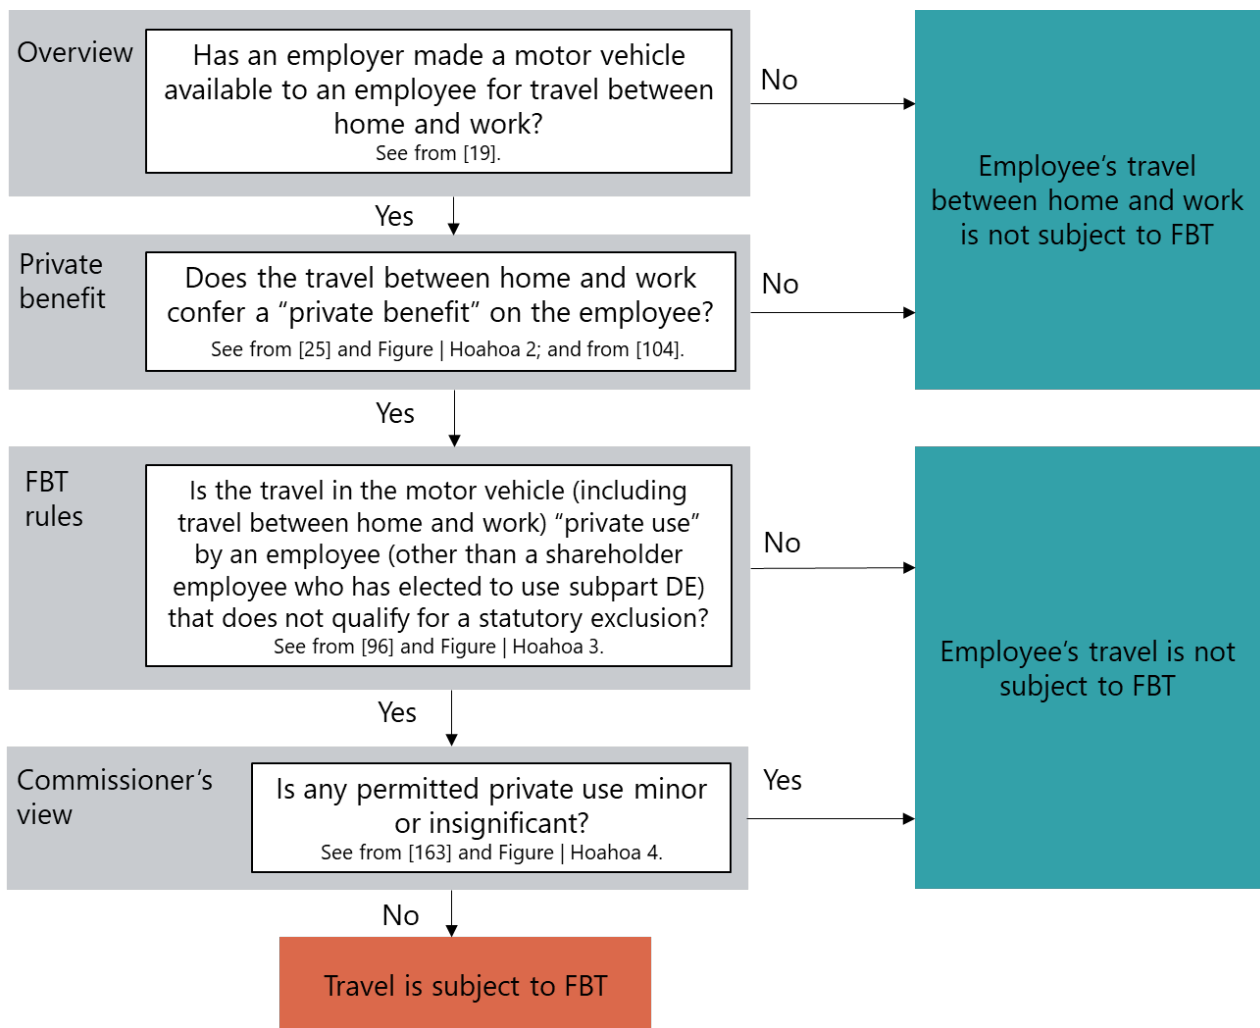 Overview
Has an employer made a motor vehicle
available to an employee for travel between
home and work?
See from [19].
No
Employee’s travel
between home and work
is not subject to FBT
Yes
Private
benefit
Does the travel between home and work
confer a “private benefit” on the employee?
See from [25] and Figure | Hoahoa 2; and from [104].
No
Yes
FBT
rules
Is the travel in the motor vehicle (including
travel between home and work) “private use”
by an employee (other than a shareholder
employee who has elected to use subpart DE)
that does not qualify for a statutory exclusion?
See from [96] and Figure | Hoahoa 3.
No
Employee’s travel is not
subject to FBT
Yes
Commissioner’s
view
Is any permitted private use minor
or insignificant?
See from [163] and Figure | Hoahoa 4.
Yes
No
Travel is subject to FBT